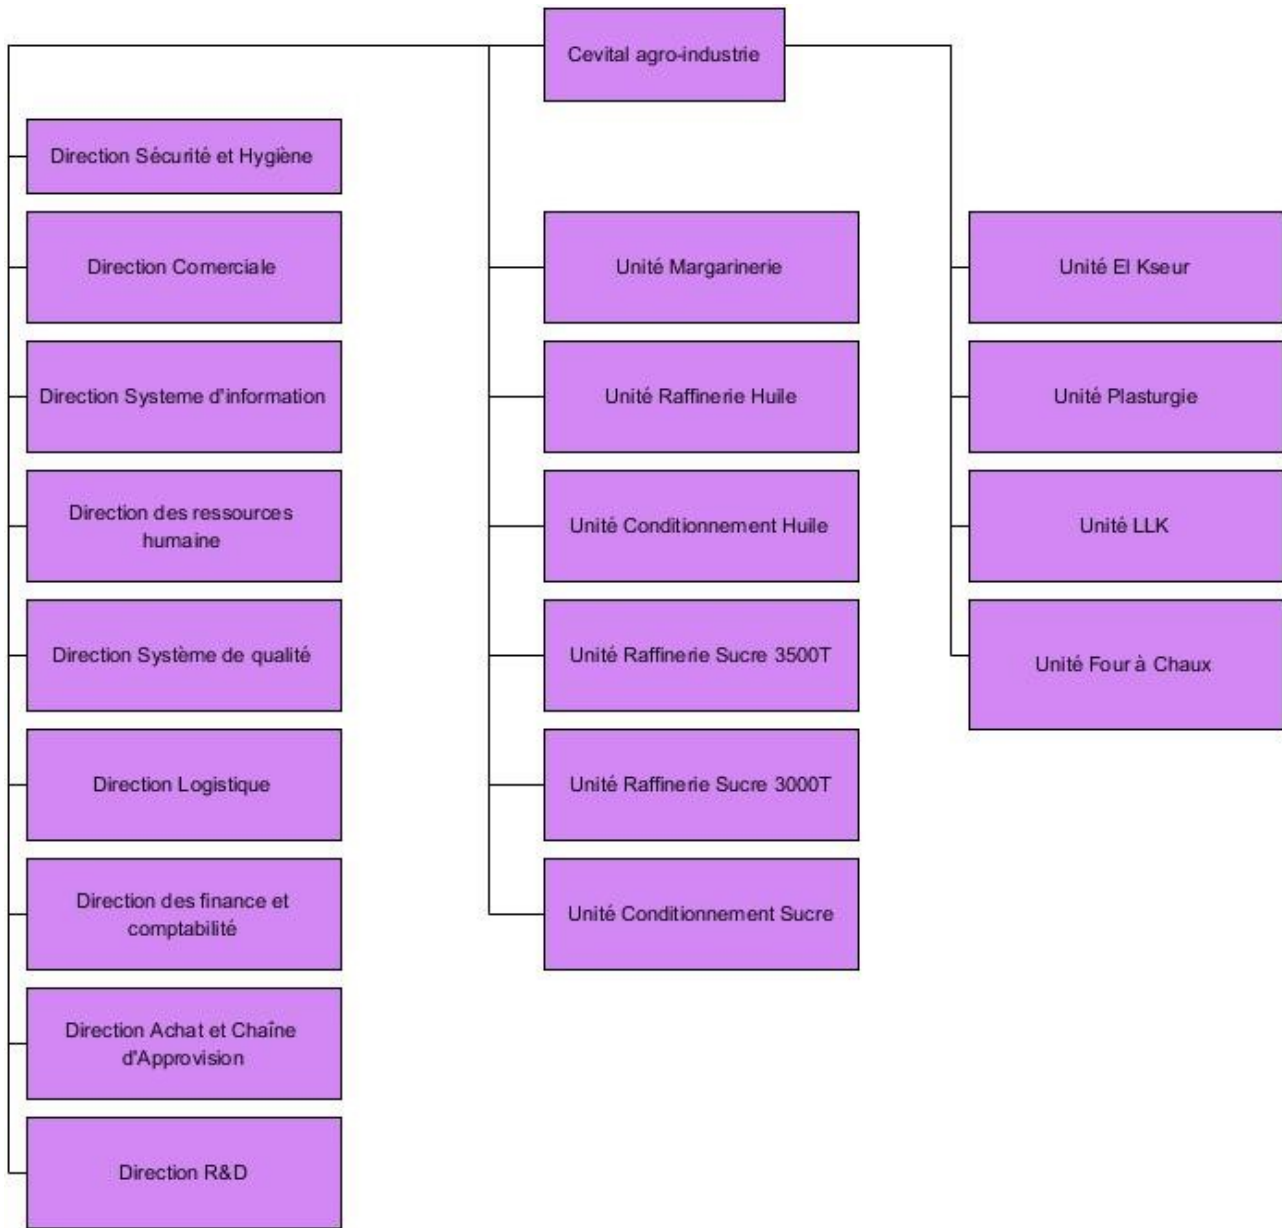 Cevital agro-industrie
Direction Sécurité et Hygiène
Direction Comerciale
Direction Systeme d'information
Direction des ressources
humaine
Direction Système de qualité
Direction Logistique
Direction des finance et
comptabilité
Direction Achat et Chaîne
d'Approvision
Direction R&D
Unité Margarinerie
Unité Raffinerie Huile
Unité Conditionnement Huile
Unité Raffinerie Sucre 3500T
Unité Raffinerie Sucre 3000T
Unité Conditionnement Sucre
Unité El Kseur
Unité Plasturgie
Unité LLK
Unité Four à Chaux